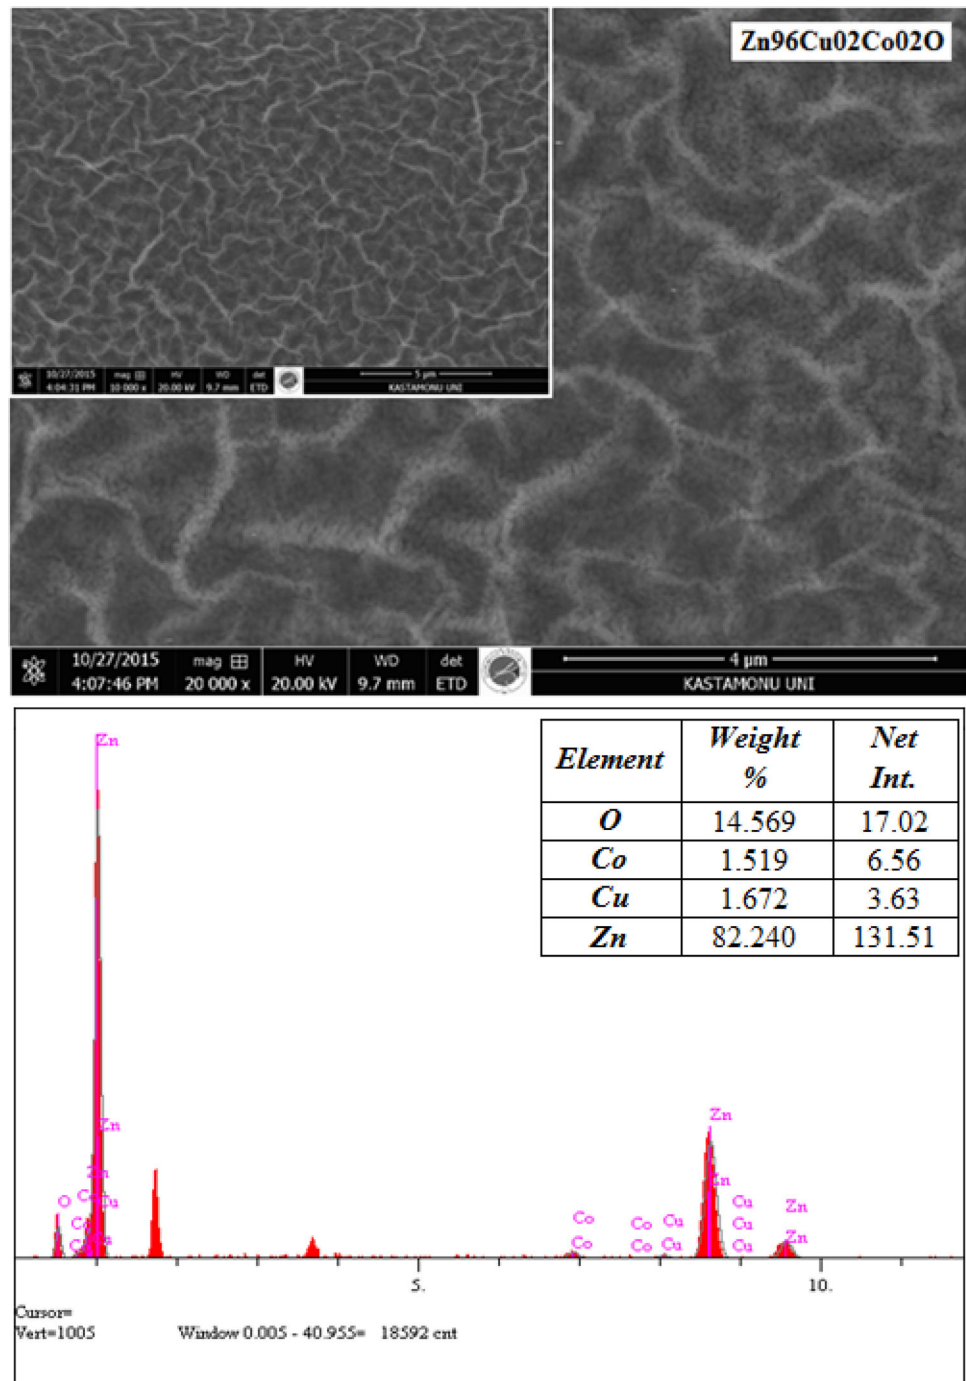 Zn96Cu02Co02O
10/27/2015 mag HV WD det 5 µm
4:04:31 PM 10 000 x 20.00 kV 9.7 mm ETD KASTAMONU UNI
10/27/2015 mag HV WD det 4 µm
4:07:46 PM 20 000 x 20.00 kV 9.7 mm ETD KASTAMONU UNI
Element Weight % Net Int.
O 14.569 17.02
Co 1.519 6.56
Cu 1.672 3.63
Zn 82.240 131.51
Zn
Zn
Zn
O
Cu
Zn
Zn
Co
Co
Co
Co
Cu
Cu
Cu
Cu
Cu
Zn
Zn
5. 10.
Cursor=
Vert=1005 Window 0.005 - 40.955= 18592 cnt